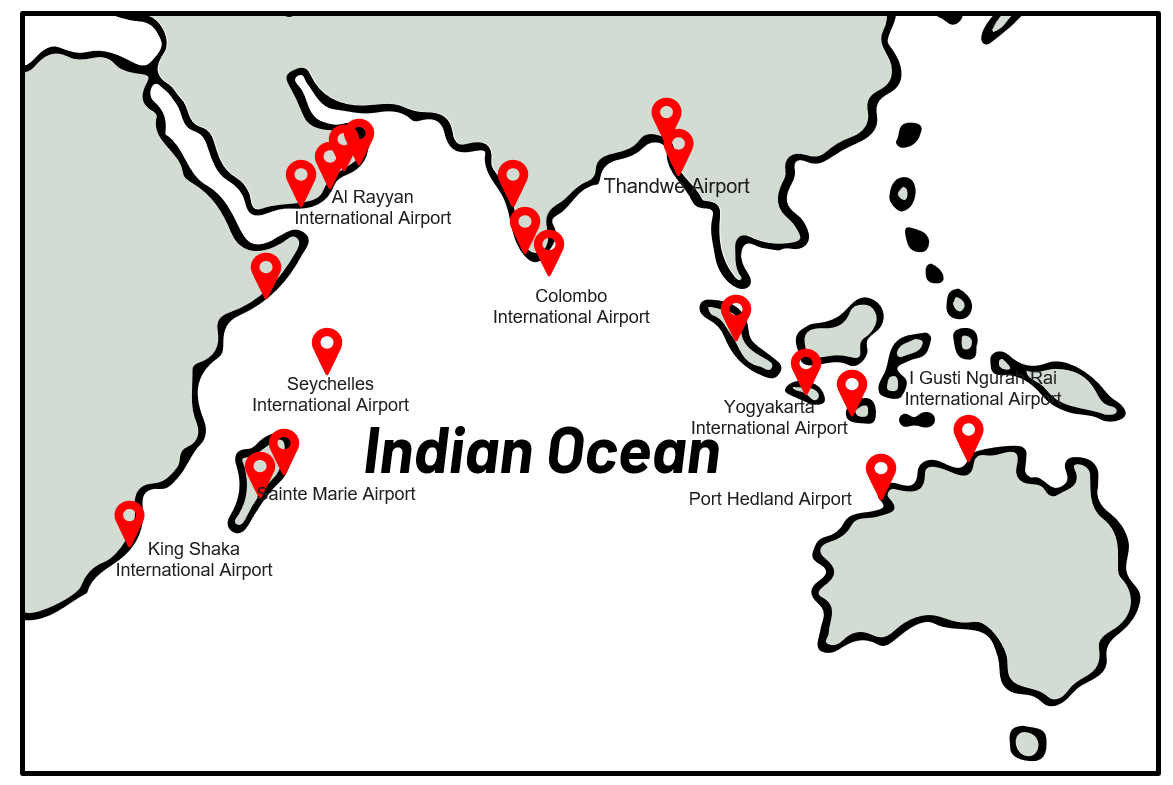 Thandwe Airport
Al Rayyan
International Airport
Colombo
International Airport
Seychelles
International Airport
I Gusti Ngurah Rai
International Airport
Yogyakarta
International Airport
Indian Ocean
Sainte Marie Airport
Port Hedland Airport
King Shaka
International Airport